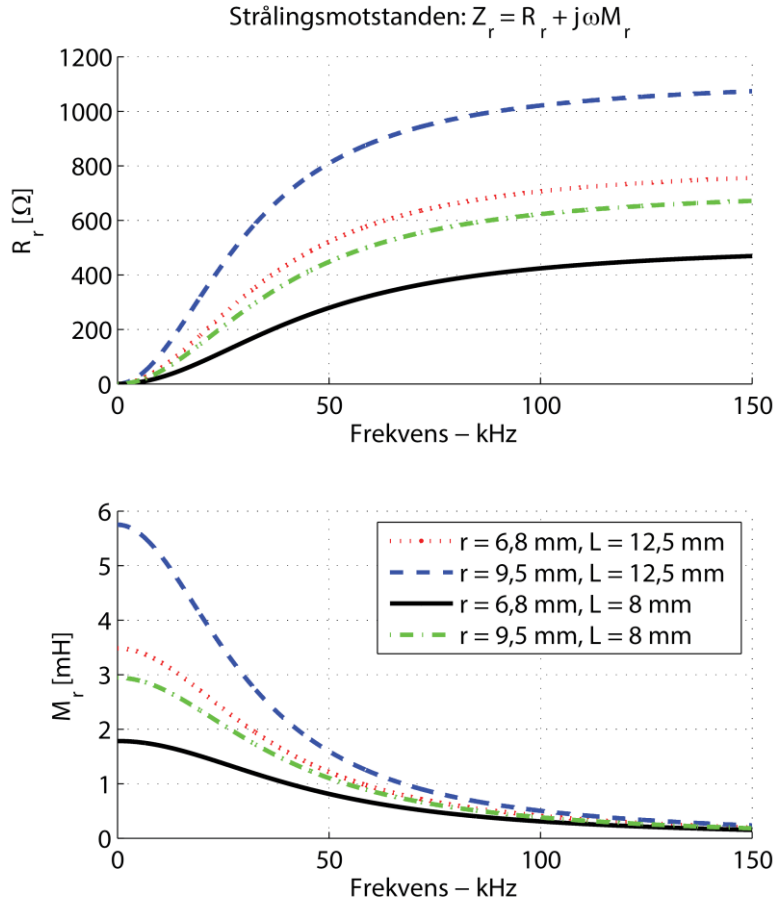 Strålingsmotstanden: Z_r = R_r + jωM_r
1200
1000
800
600
400
200
0
R_r [Ω]
0 50 100 150
Frekvens – kHz
6
5
4
3
2
1
0
M_r [mH]
r = 6,8 mm, L = 12,5 mm
r = 9,5 mm, L = 12,5 mm
r = 6,8 mm, L = 8 mm
r = 9,5 mm, L = 8 mm
0 50 100 150
Frekvens – kHz